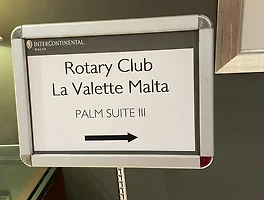 INTERCONTINENTAL
MALTA
Rotary Club
La Valette Malta
PALM SUITE III